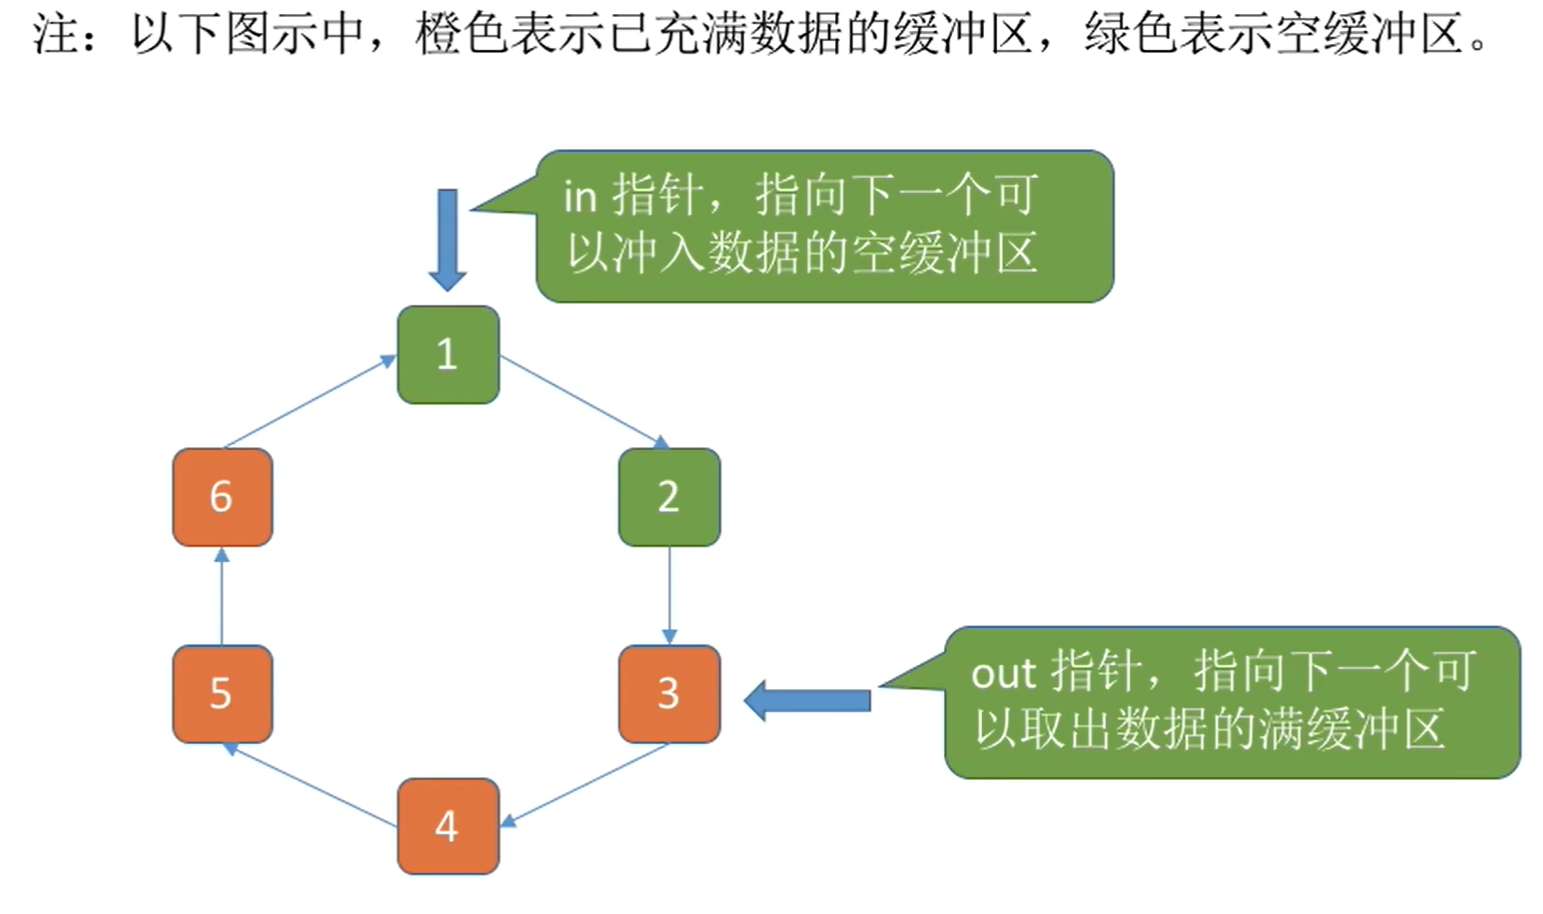 注：以下图示中，橙色表示已充满数据的缓冲区，绿色表示空缓冲区。
in 指针，指向下一个可
以冲入数据的空缓冲区
1
6
2
5
3
out 指针，指向下一个可
以取出数据的满缓冲区
4